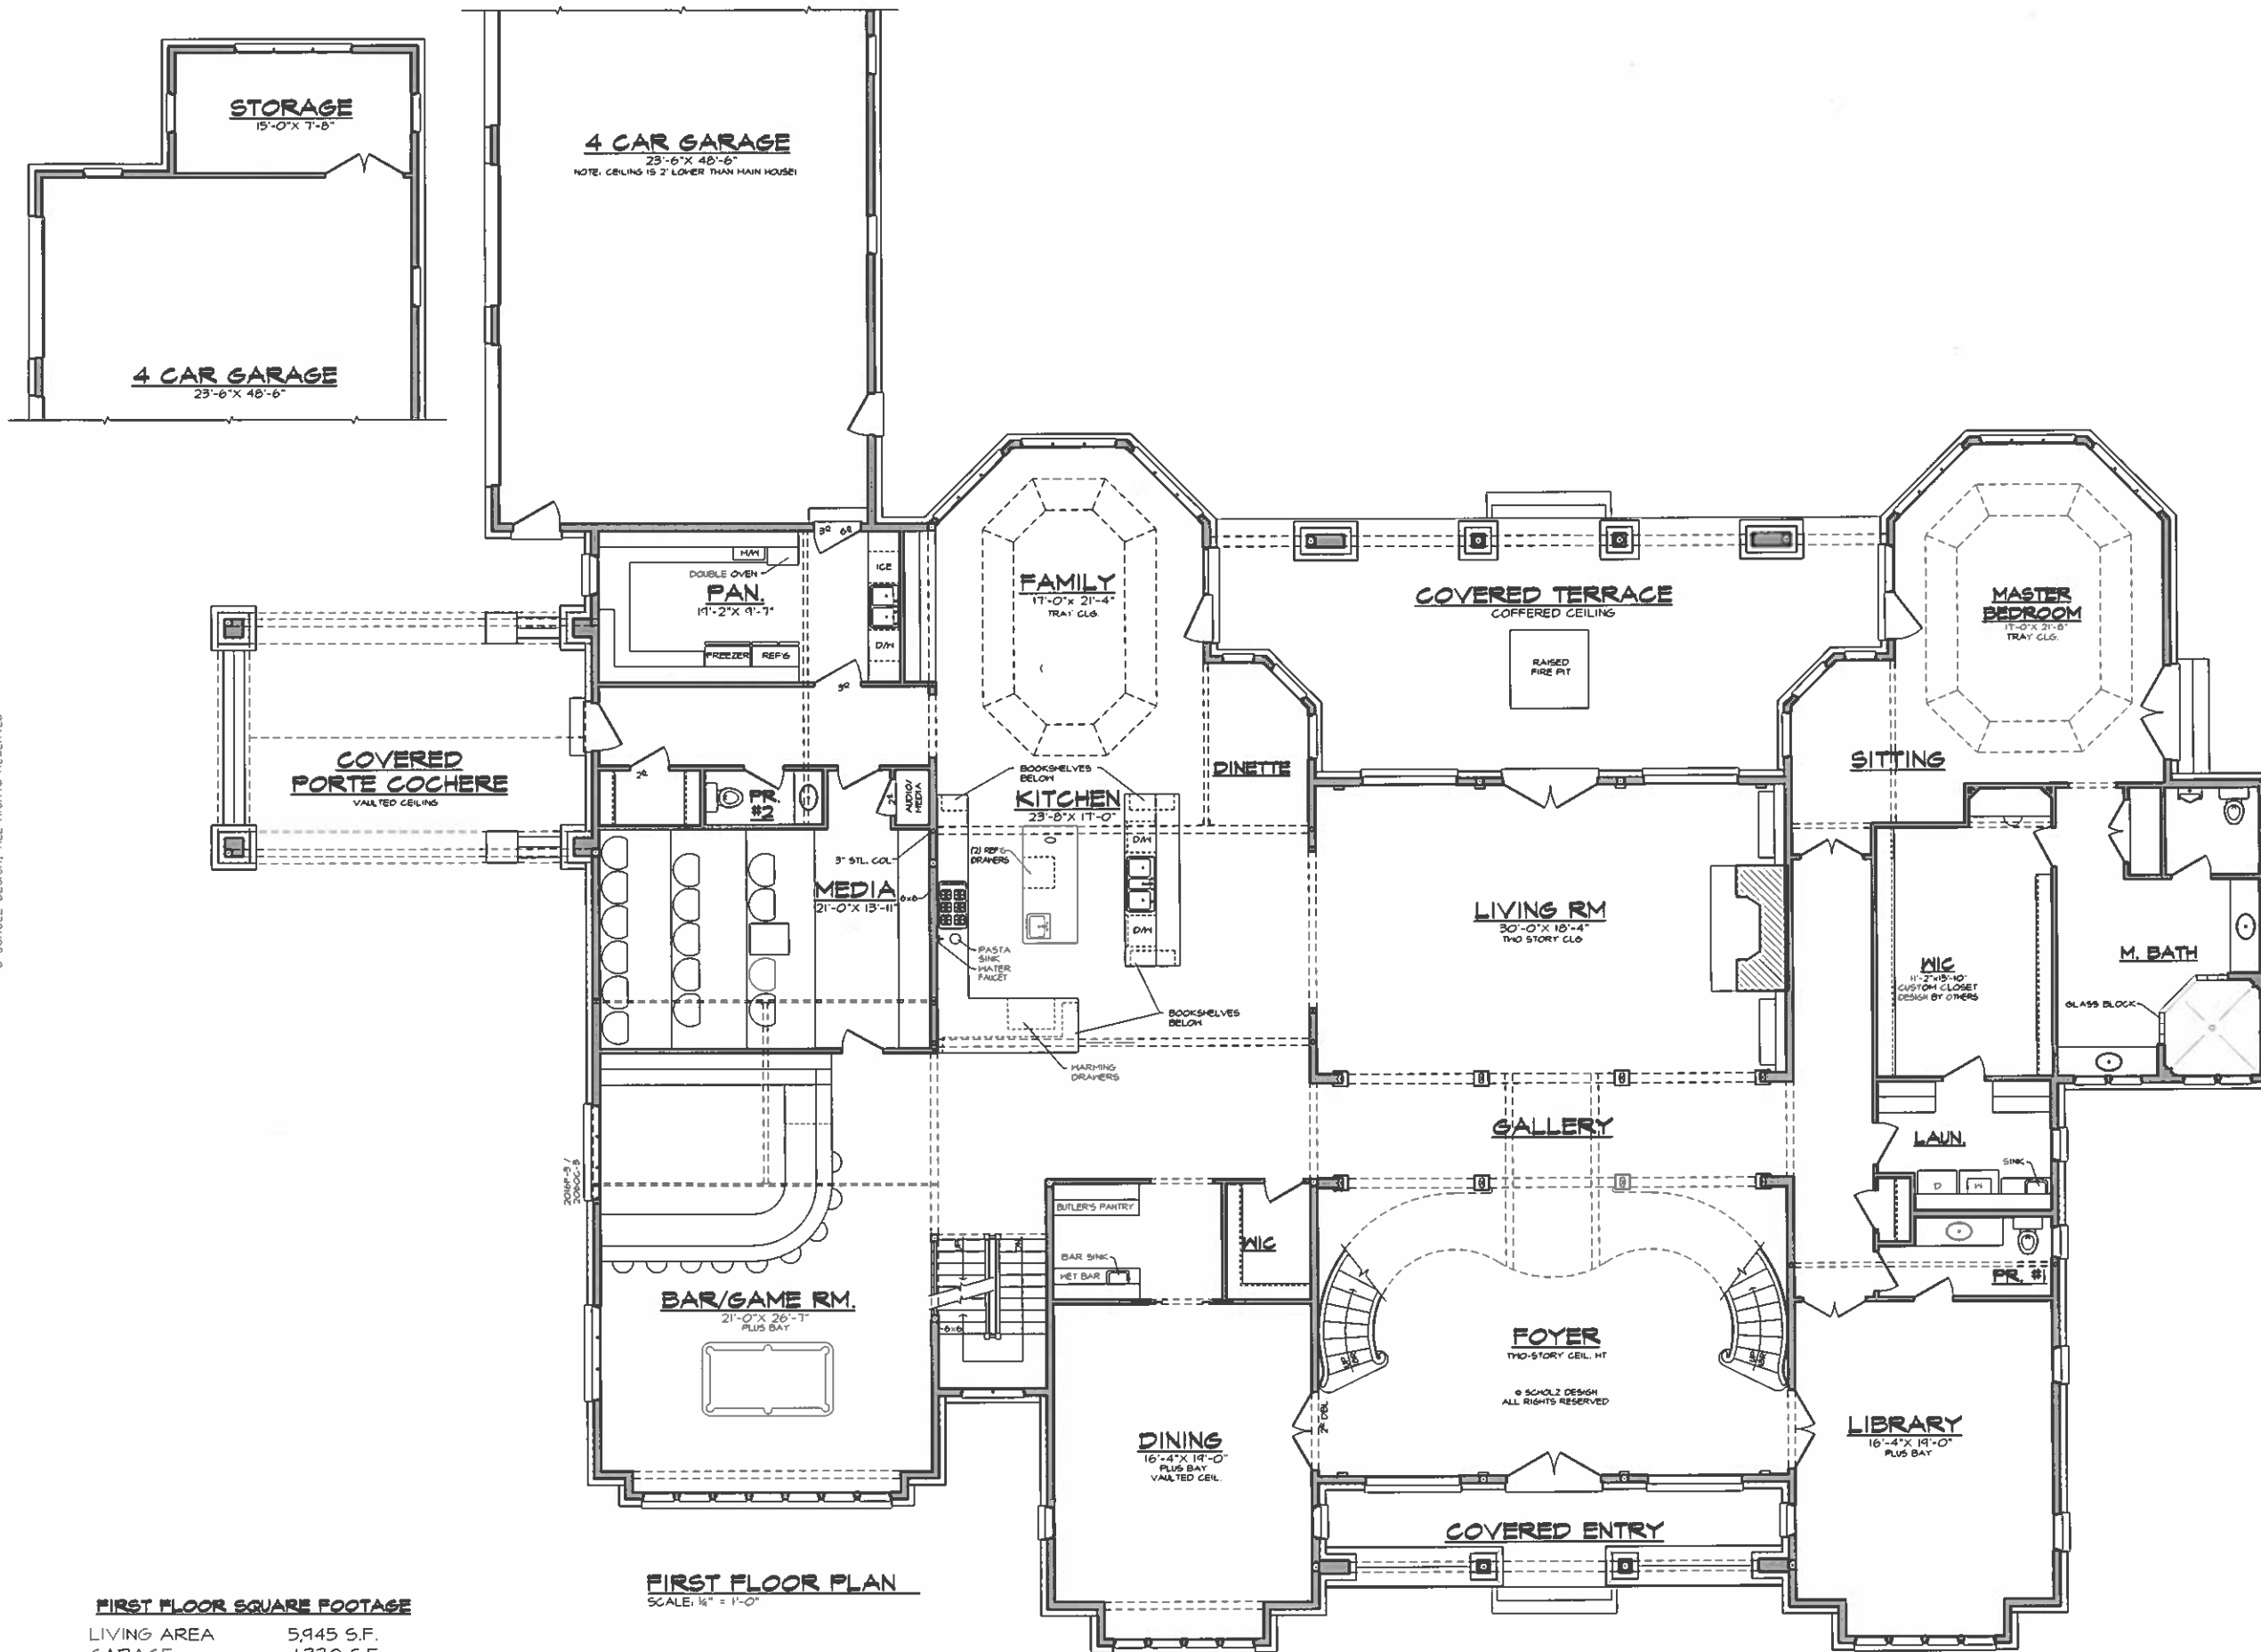 STORAGE
15'-0"X 7'-8"
4 CAR GARAGE
23'-6"X 48'-6"
4 CAR GARAGE
23'-6"X 48'-6"
NOTE: CEILING IS 2' LOWER THAN MAIN HOUSE!
M/W
DOUBLE OVEN
PAN.
19'-2"X 9'-7"
FREEZER
REF'G
ICE
D/W
FAMILY
17'-0"X 21'-4"
TRAY CLG.
COVERED TERRACE
COFFERED CEILING
RAISED
FIRE PIT
MASTER
BEDROOM
17'-0"X 21'-8"
TRAY CLG.
COVERED
PORTE COCHERE
VAULTED CEILING
PR.
#2
AUDIO/
MEDIA
BOOKSHELVES
BELOW
KITCHEN
23'-8"X 17'-0"
DINETTE
SITTING
3" STL. COL
(2) REF'G
DRAWERS
D/W
D/W
MEDIA
21'-0"X 13'-11"
6x6
PASTA
SINK
WATER
FAUCET
BOOKSHELVES
BELOW
WARMING
DRAWERS
LIVING RM
30'-0"X 18'-4"
TWO STORY CLG
WIC
11'-2"x15'-10"
CUSTOM CLOSET
DESIGN BY OTHERS
M. BATH
GLASS BLOCK
GALLERY
LAUN.
SINK
D
W
BUTLER'S PANTRY
BAR SINK
WET BAR
WIC
PR. #1
BAR/GAME RM.
21'-0"X 26'-7"
PLUS BAY
6x6
FOYER
TWO-STORY CEIL. HT
© SCHOLZ DESIGN
ALL RIGHTS RESERVED
DINING
16'-4"X 19'-0"
PLUS BAY
VAULTED CEIL.
LIBRARY
16'-4"X 19'-0"
PLUS BAY
COVERED ENTRY
FIRST FLOOR PLAN
SCALE: ¼" = 1'-0"
FIRST FLOOR SQUARE FOOTAGE
LIVING AREA 5,945 S.F.